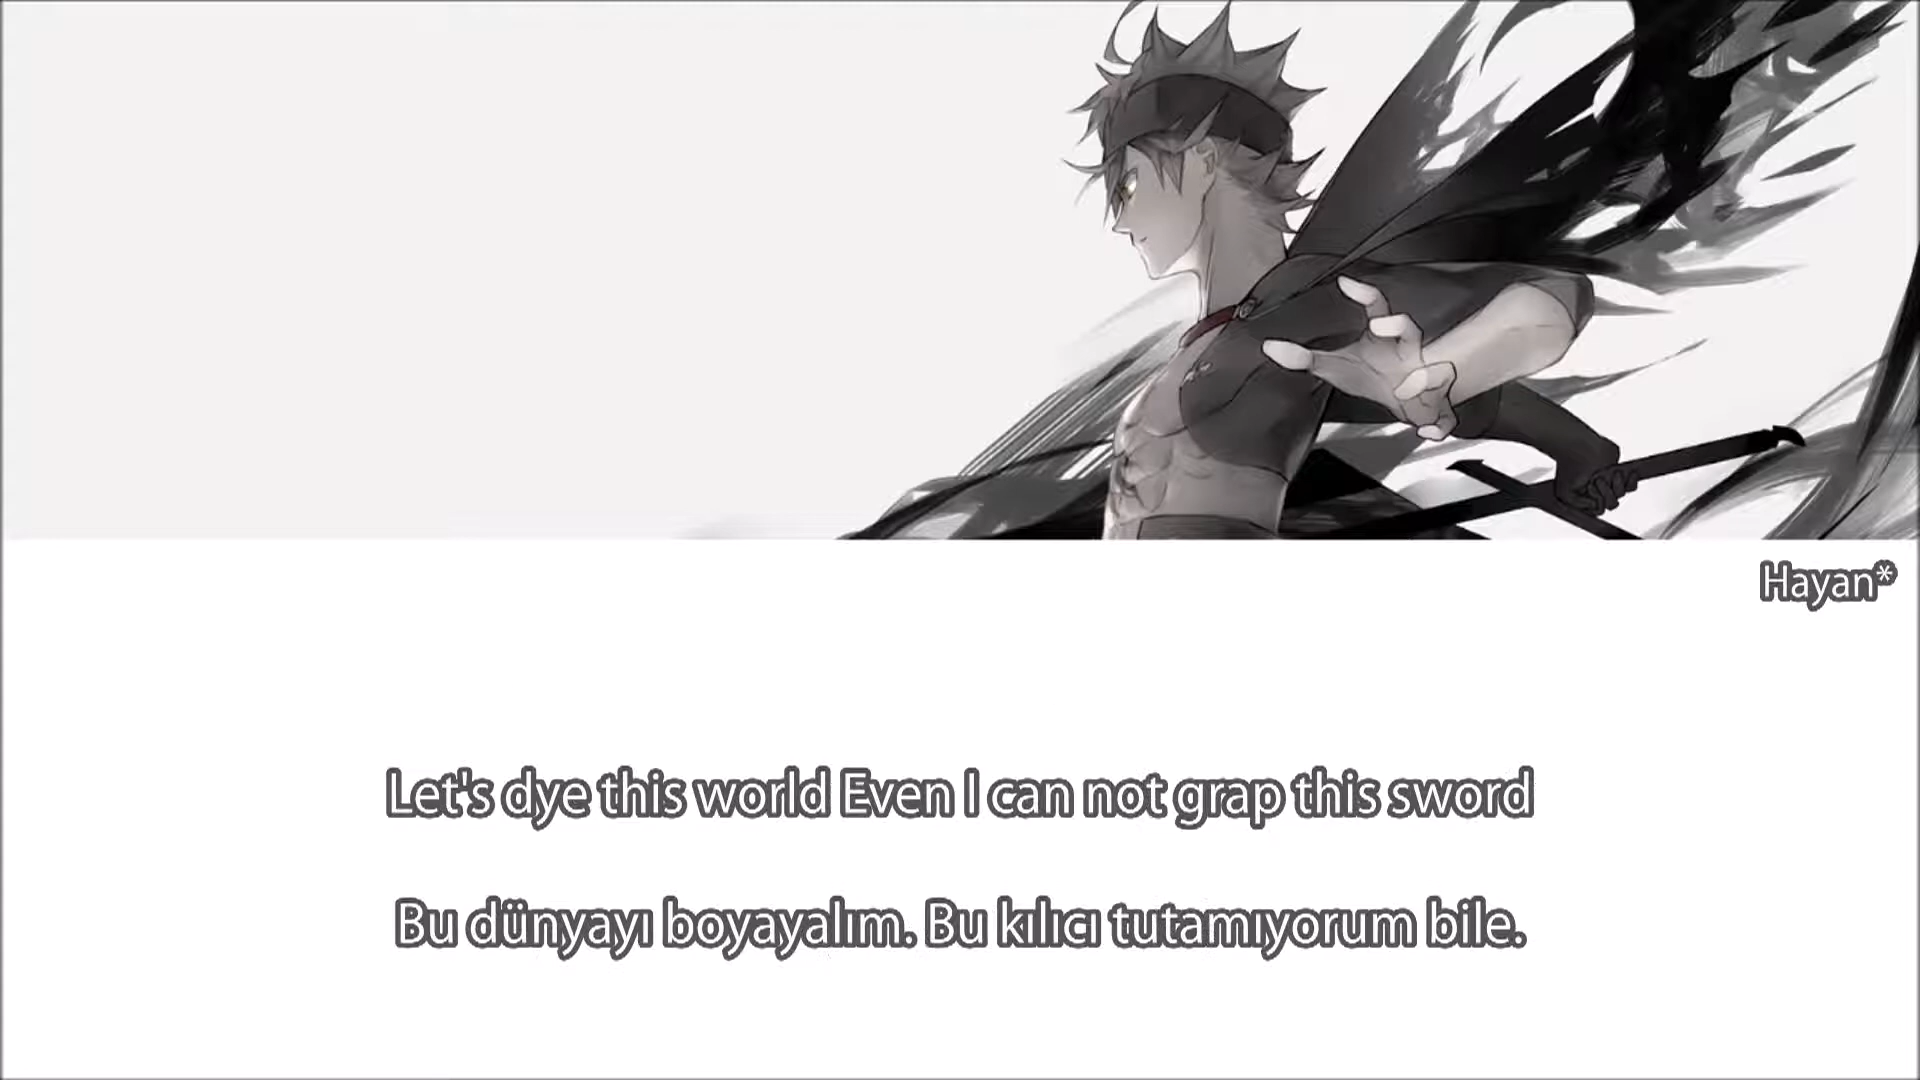 Hayan*
Let's dye this world Even I can not grap this sword
Bu dünyayı boyayalım. Bu kılıcı tutamıyorum bile.